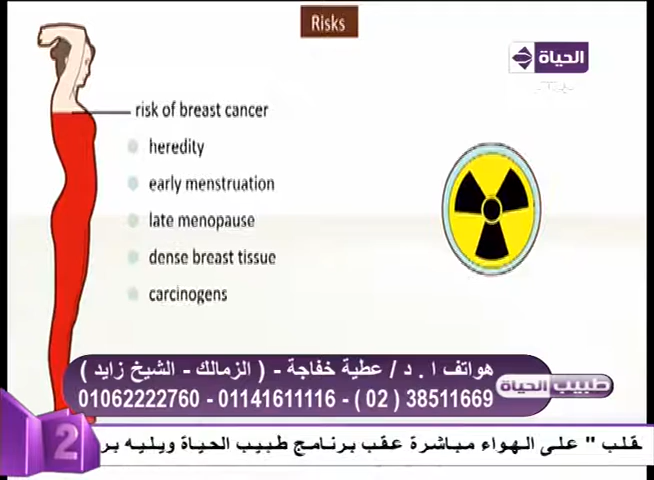 Risks
الحياة
risk of breast cancer
heredity
early menstruation
late menopause
dense breast tissue
carcinogens
هواتف ا . د / عطية خفاجة - ( الزمالك - الشيخ زايد )
01062222760 - 01141611116 - ( 02 ) 38511669
طبيب الحياة
2
قلب " على الهواء مباشرة عقب برنامج طبيب الحياة ويليه بر